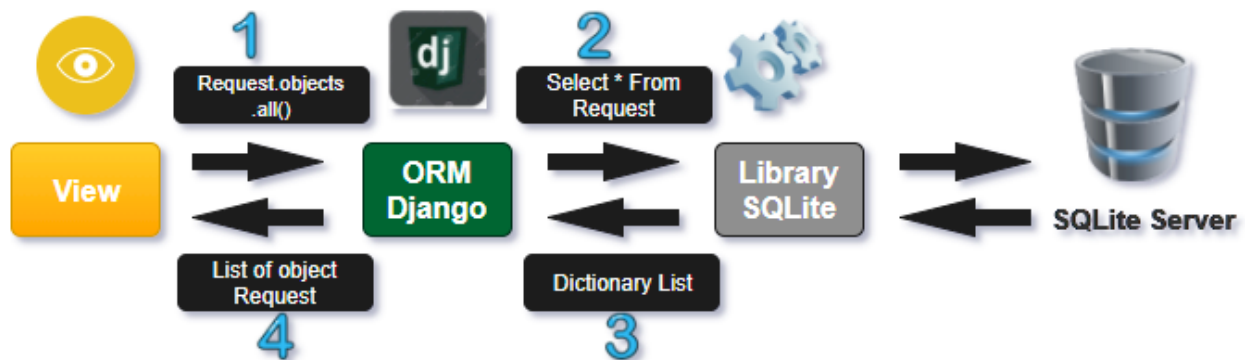 1
Request.objects
.all()
dj
2
Select * From
Request
View
ORM
Django
Library
SQLite
SQLite Server
List of object
Request
4
Dictionary List
3